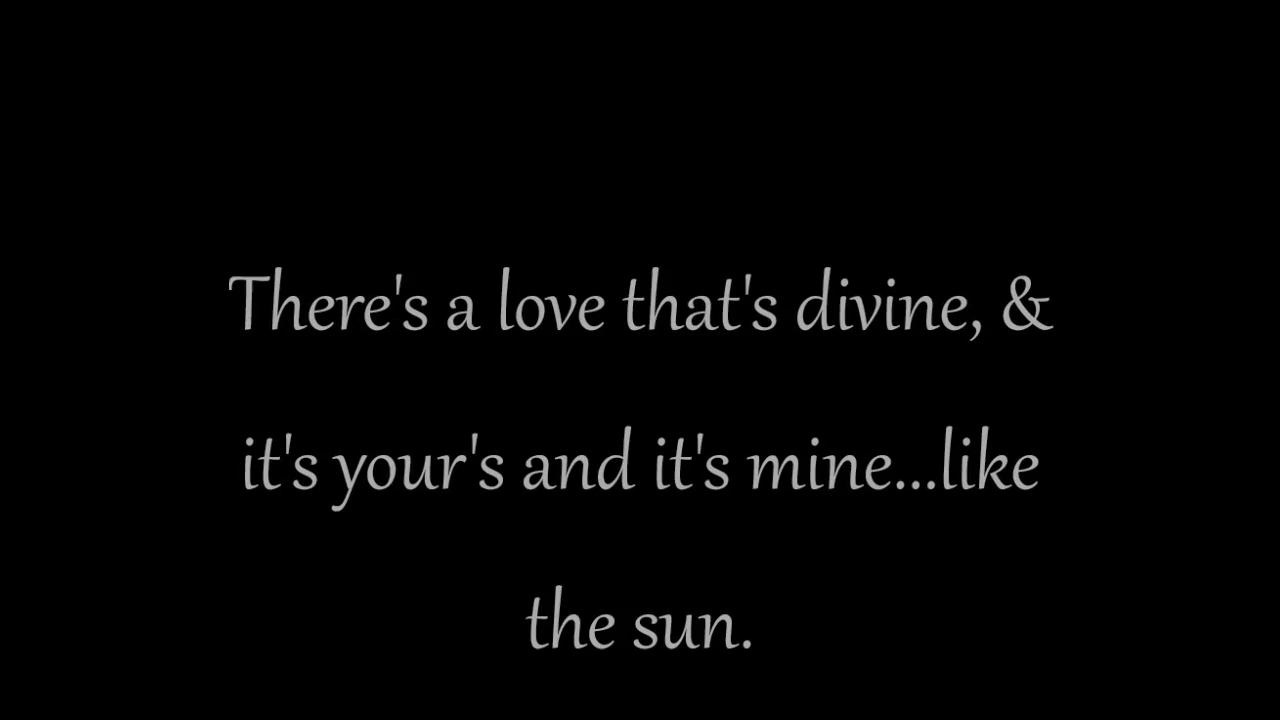 There's a love that's divine, &
it's your's and it's mine...like
the sun.